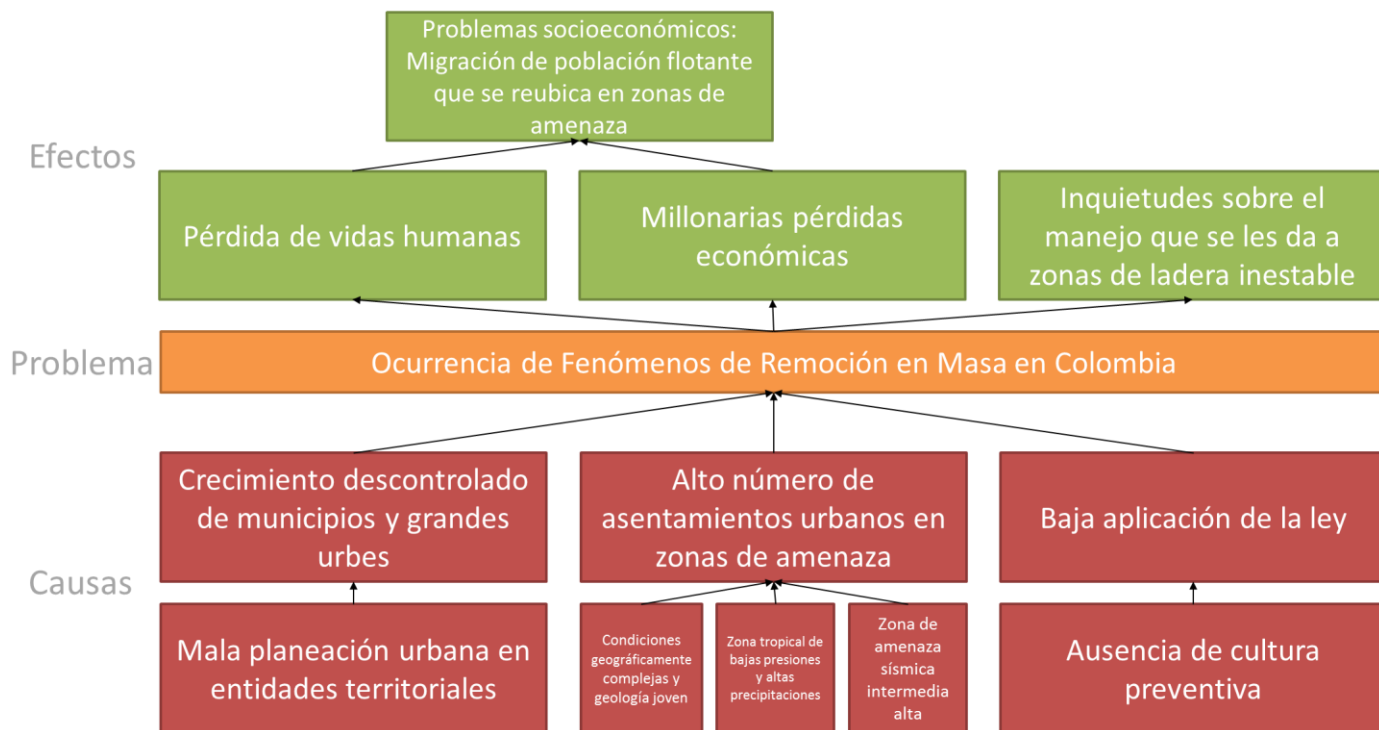 Problemas socioeconómicos:
Migración de población flotante
que se reubica en zonas de
amenaza
Efectos
Pérdida de vidas humanas
Millonarias pérdidas
económicas
Inquietudes sobre el
manejo que se les da a
zonas de ladera inestable
Problema
Ocurrencia de Fenómenos de Remoción en Masa en Colombia
Crecimiento descontrolado
de municipios y grandes
urbes
Alto número de
asentamientos urbanos en
zonas de amenaza
Baja aplicación de la ley
Causas
Mala planeación urbana en
entidades territoriales
Condiciones
geográficamente
complejas y
geología joven
Zona tropical de
bajas presiones
y altas
precipitaciones
Zona de
amenaza
sísmica
intermedia
alta
Ausencia de cultura
preventiva